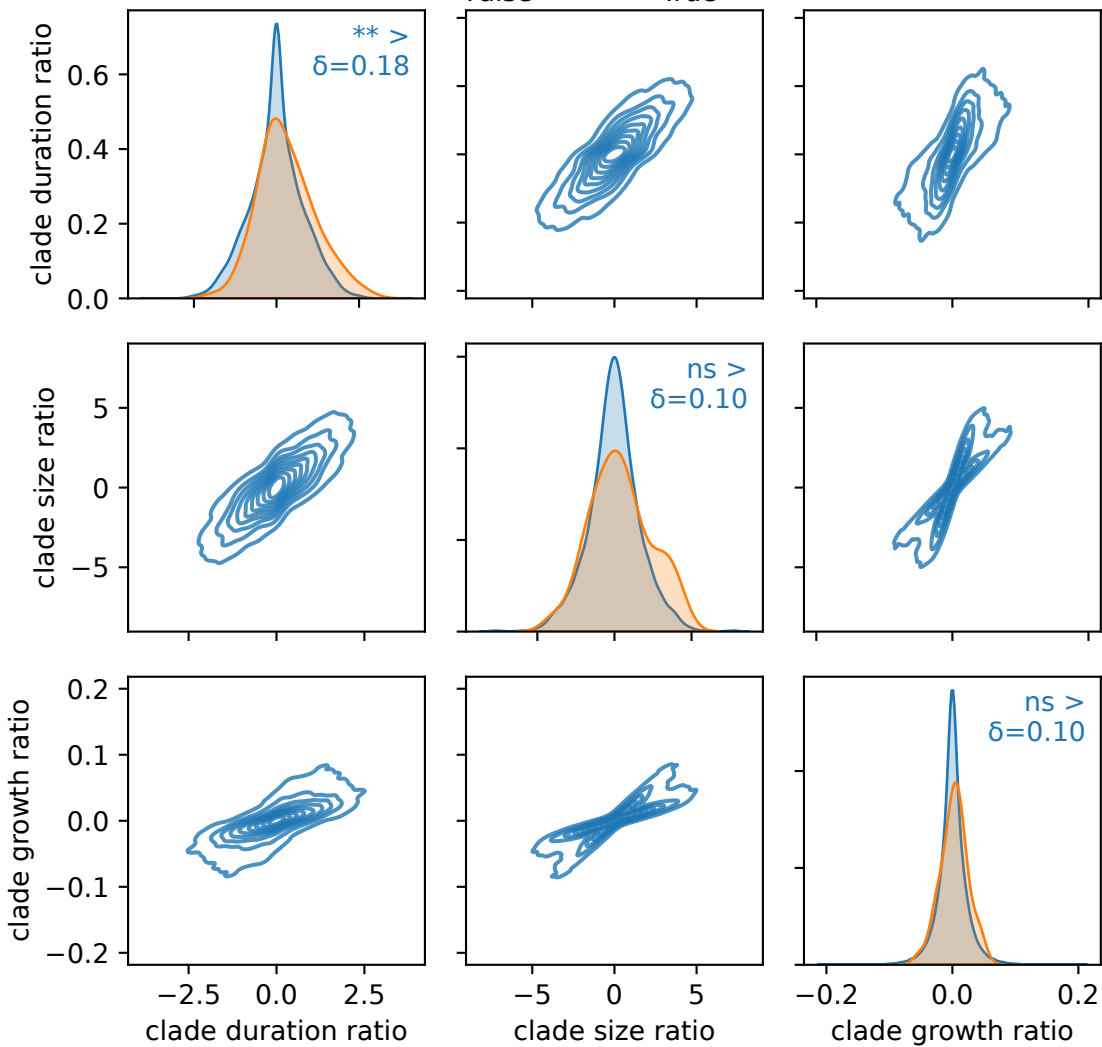 clade duration ratio
0.6
0.4
0.2
0.0
** >
δ=0.18
clade size ratio
5
0
−5
ns >
δ=0.10
clade growth ratio
0.2
0.1
0.0
−0.1
−0.2
ns >
δ=0.10
−2.5 0.0 2.5
−5 0 5
−0.2 0.0 0.2
clade duration ratio
clade size ratio
clade growth ratio